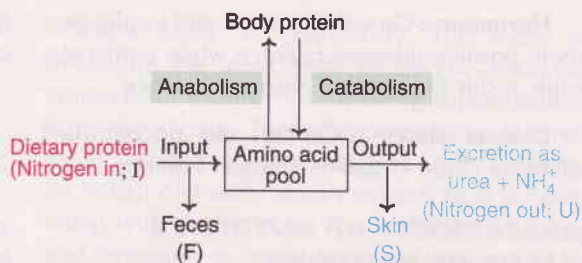 Body protein
Anabolism Catabolism
Dietary protein Input Amino acid Output Excretion as
(Nitrogen in; I) pool urea + NH₄⁺
(Nitrogen out; U)
Feces Skin
(F) (S)